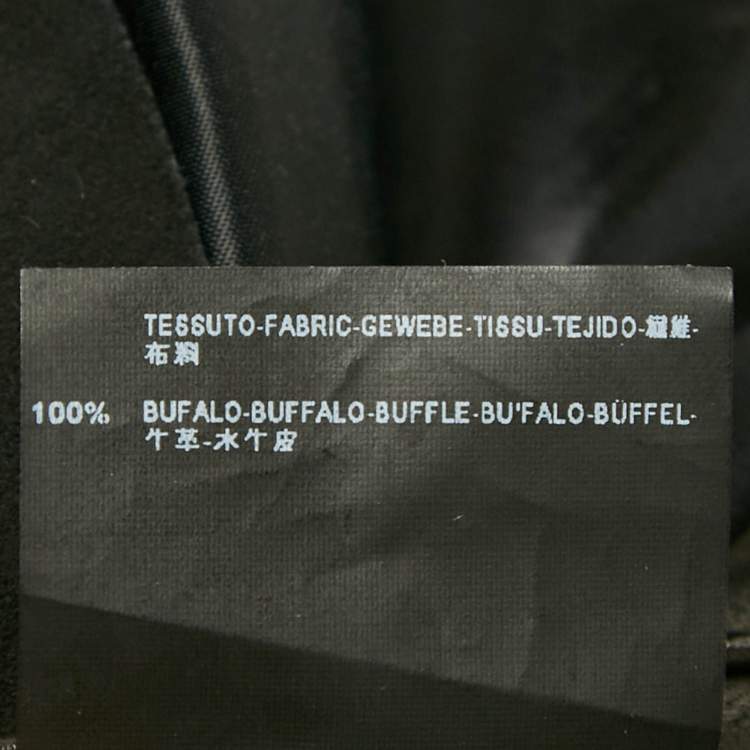 TESSUTO-FABRIC-GEWEBE-TISSU-TEJIDO-繊維-
布料
100% BUFALO-BUFFALO-BUFFLE-BU'FALO-BÜFFEL-
牛革-水牛皮